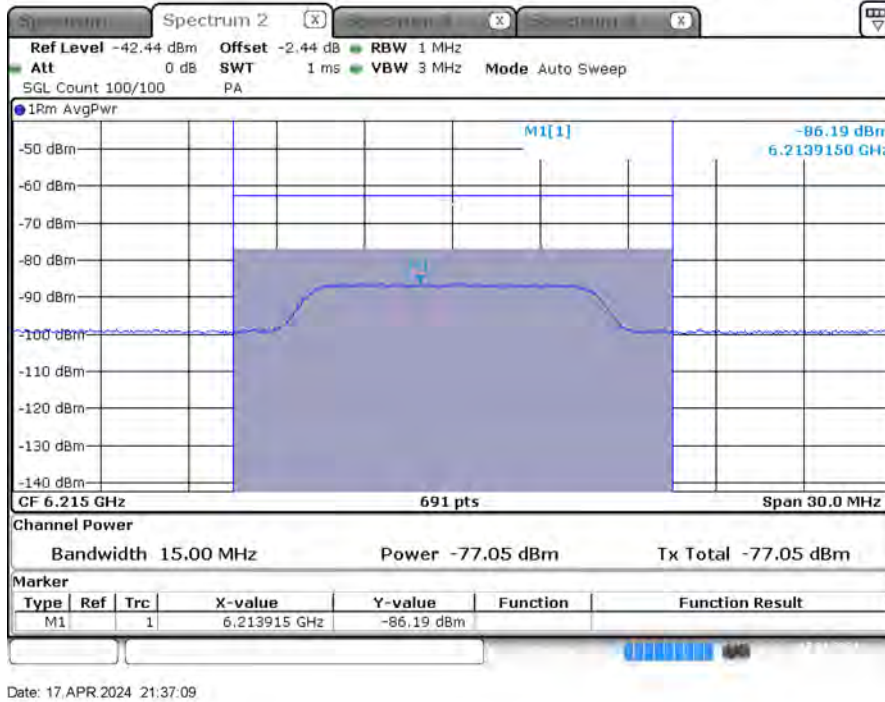 Spectrum 2 X X X
Ref Level -42.44 dBm Offset -2.44 dB RBW 1 MHz
Att 0 dB SWT 1 ms VBW 3 MHz Mode Auto Sweep
SGL Count 100/100 PA
1Rm AvgPwr
M1[1] -86.19 dBm
6.2139150 GHz
-50 dBm
-60 dBm
-70 dBm
-80 dBm
M1
-90 dBm
-100 dBm
-110 dBm
-120 dBm
-130 dBm
-140 dBm
CF 6.215 GHz 691 pts Span 30.0 MHz
Channel Power
Bandwidth 15.00 MHz Power -77.05 dBm Tx Total -77.05 dBm
Marker
Type Ref Trc X-value Y-value Function Function Result
M1 1 6.213915 GHz -86.19 dBm
Date: 17.APR.2024 21:37:09